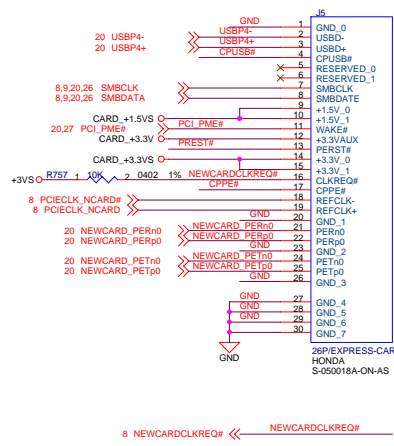 J5
GND 1 GND_0
20 USBP4- USBP4- 2 USBD-
20 USBP4+ USBP4+ 3 USBD+
CPUSB# 4 CPUSB#
5 RESERVED_0
6 RESERVED_1
8,9,20,26 SMBCLK 7 SMBCLK
8,9,20,26 SMBDATA 8 SMBDATE
9 +1.5V_0
CARD_+1.5VS 10 +1.5V_1
20,27 PCI_PME# PCI_PME# 11 WAKE#
CARD_+3.3V 12 +3.3VAUX
PREST# 13 PERST#
CARD_+3.3VS 14 +3.3V_0
15 +3.3V_1
+3VS R757 1 10K 2 0402 1% NEWCARDCLKREQ# 16 CLKREQ#
CPPE# 17 CPPE#
8 PCIECLK_NCARD# 18 REFCLK-
8 PCIECLK_NCARD 19 REFCLK+
GND 20 GND_1
20 NEWCARD_PERn0 NEWCARD_PERn0 21 PERn0
20 NEWCARD_PERp0 NEWCARD_PERp0 22 PERp0
GND 23 GND_2
20 NEWCARD_PETn0 NEWCARD_PETn0 24 PETn0
20 NEWCARD_PETp0 NEWCARD_PETp0 25 PETp0
GND 26 GND_3
GND 27 GND_4
GND 28 GND_5
GND 29 GND_6
GND 30 GND_7
GND
26P/EXPRESS-CAR
HONDA
S-050018A-ON-AS
8 NEWCARDCLKREQ# NEWCARDCLKREQ#